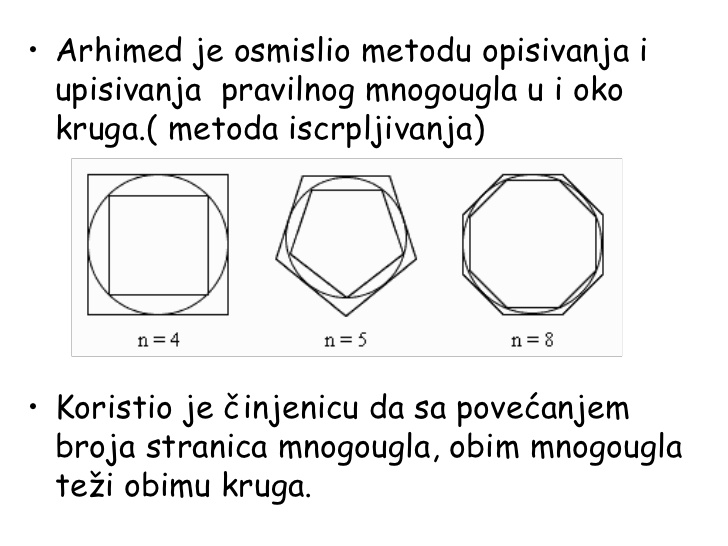 • Arhimed je osmislio metodu opisivanja i
upisivanja  pravilnog mnogougla u i oko
kruga.( metoda iscrpljivanja)
n = 4
n = 5
n = 8
• Koristio je činjenicu da sa povećanjem
broja stranica mnogougla, obim mnogougla
teži obimu kruga.